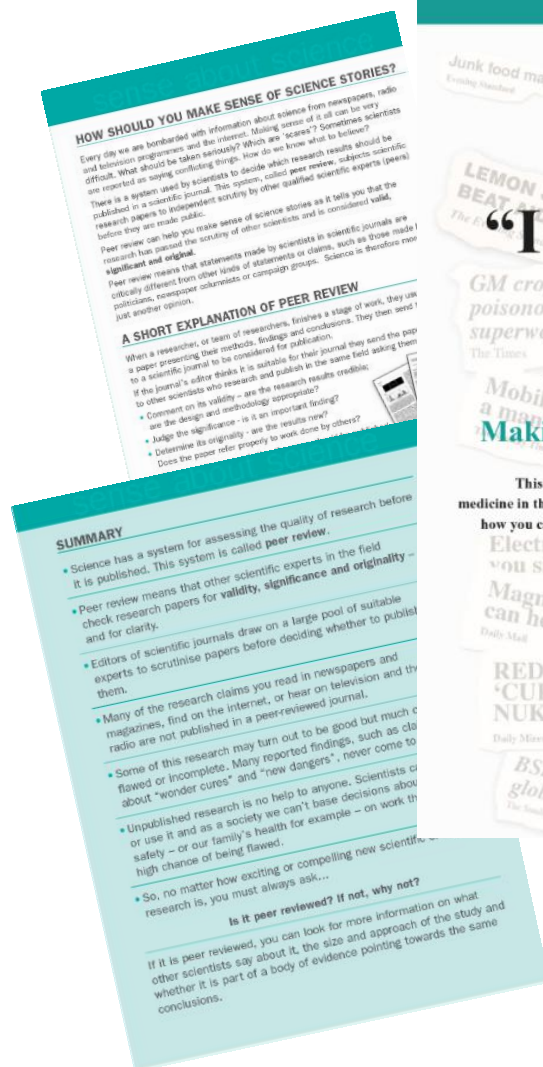 sense about science
HOW SHOULD YOU MAKE SENSE OF SCIENCE STORIES?
Every day we are bombarded with information about science from newspapers, radio
and television programmes and the internet. Making sense of it all can be very
difficult. What should be taken seriously? Which are 'scares'? Sometimes scientists
are reported as saying conflicting things. How do we know what to believe?
There is a system used by scientists to decide which research results should be
published in a scientific journal. This system, called peer review, subjects scientific
research papers to independent scrutiny by other qualified scientific experts (peers)
before they are made public.
Peer review can help you make sense of science stories as it tells you that the
research has passed the scrutiny of other scientists and is considered valid,
significant and original.
Peer review means that statements made by scientists in scientific journals are
critically different from other kinds of statements or claims, such as those made
politicians, newspaper columnists or campaign groups. Science is therefore more
just another opinion.
A SHORT EXPLANATION OF PEER REVIEW
When a researcher, or team of researchers, finishes a stage of work, they
a paper presenting their methods, findings and conclusions. They then send
to a scientific journal to be considered for publication.
If the journal's editor thinks it is suitable for their journal they send the
to other scientists who research and publish in the same field asking them
• Comment on its validity – are the research results credible;
are the design and methodology appropriate?
• Judge the significance - is it an important finding?
• Determine its originality - are the results new?
Does the paper refer properly to work done by others?
sense about science
SUMMARY
• Science has a system for assessing the quality of research before
it is published. This system is called peer review.
• Peer review means that other scientific experts in the field
check research papers for validity, significance and originality –
and for clarity.
• Editors of scientific journals draw on a large pool of suitable
experts to scrutinise papers before deciding whether to
them.
• Many of the research claims you read in newspapers and
magazines, find on the internet, or hear on television and
radio are not published in a peer-reviewed journal.
• Some of this research may turn out to be good but much
flawed or incomplete. Many reported findings, such as
about "wonder cures" and "new dangers", never come to
• Unpublished research is no help to anyone. Scientists
or use it and as a society we can't base decisions
safety – or our family's health for example – on work
high chance of being flawed.
• So, no matter how exciting or compelling new scientific
research is, you must always ask...
Is it peer reviewed? If not, why not?
If it is peer reviewed, you can look for more information on what
other scientists say about it, the size and approach of the study and
whether it is part of a body of evidence pointing towards the same
conclusions.
Junk food
Evening Standard
LEMON
BEAT
"I
GM
superw
The Times
Maki
This
medicine in
how you
you
Magn
can
Daily Mail
RED
NUK
Daily
BS